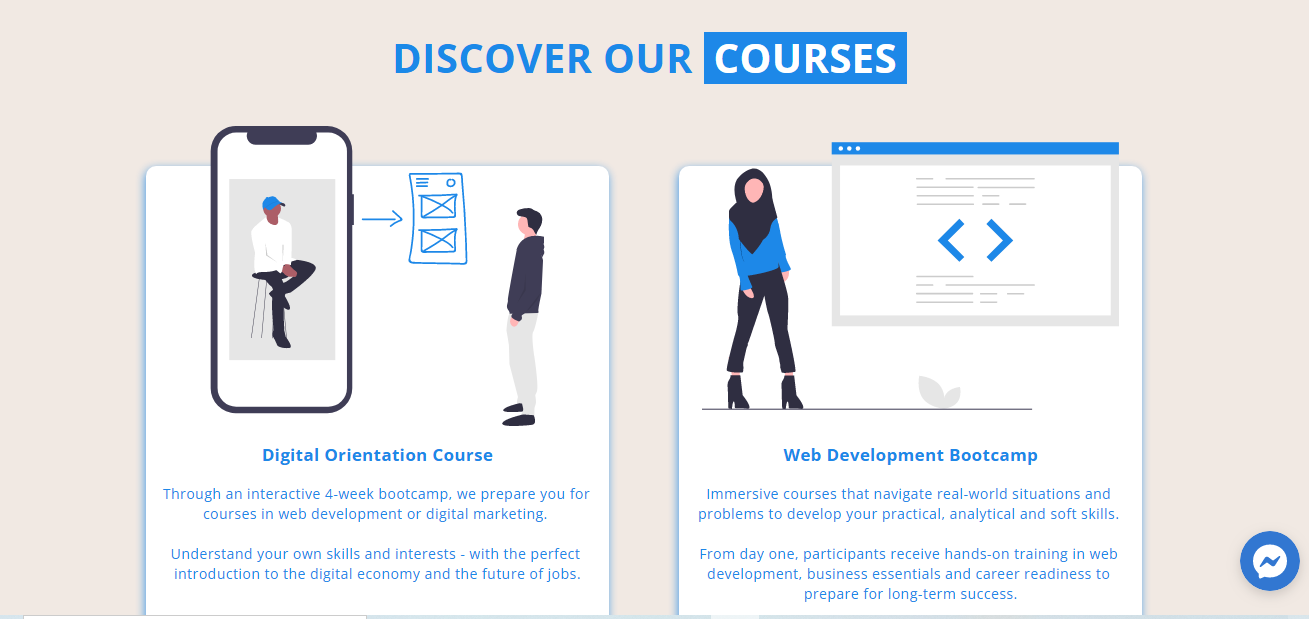 DISCOVER OUR COURSES
Digital Orientation Course
Through an interactive 4-week bootcamp, we prepare you for
courses in web development or digital marketing.
Understand your own skills and interests - with the perfect
introduction to the digital economy and the future of jobs.
Web Development Bootcamp
Immersive courses that navigate real-world situations and
problems to develop your practical, analytical and soft skills.
From day one, participants receive hands-on training in web
development, business essentials and career readiness to
prepare for long-term success.